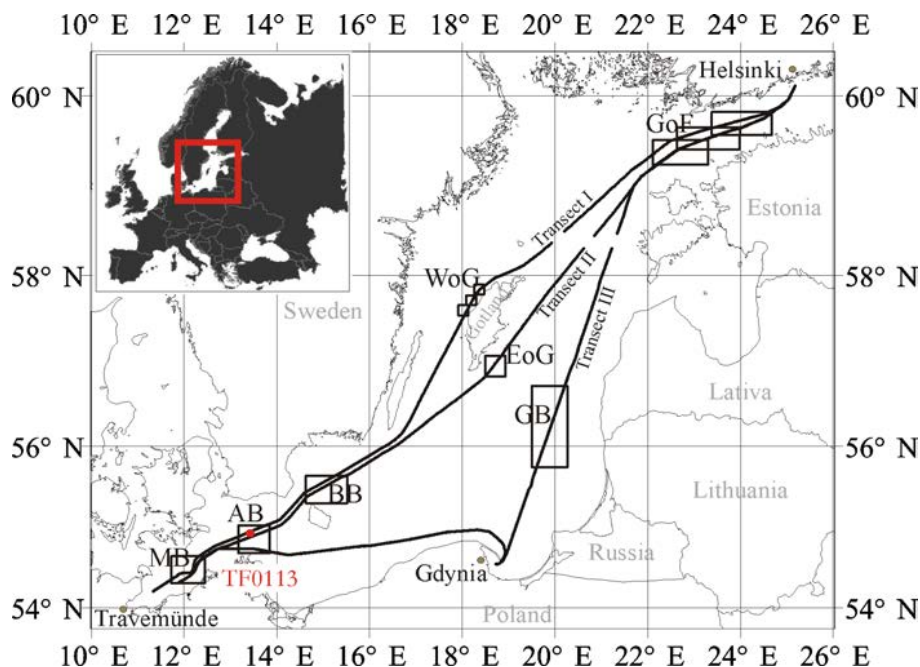 10° E 12° E 14° E 16° E 18° E 20° E 22° E 24° E 26° E
Helsinki
60° N 60° N
GoF
Estonia
Transect I
58° N 58° N
WoG
Transect II
Sweden
Gotland
Transect III
EoG
Lativa
GB
56° N 56° N
BB
Lithuania
AB
MB
Russia
TF0113
Gdynia
54° N 54° N
Travemünde
Poland
10° E 12° E 14° E 16° E 18° E 20° E 22° E 24° E 26° E